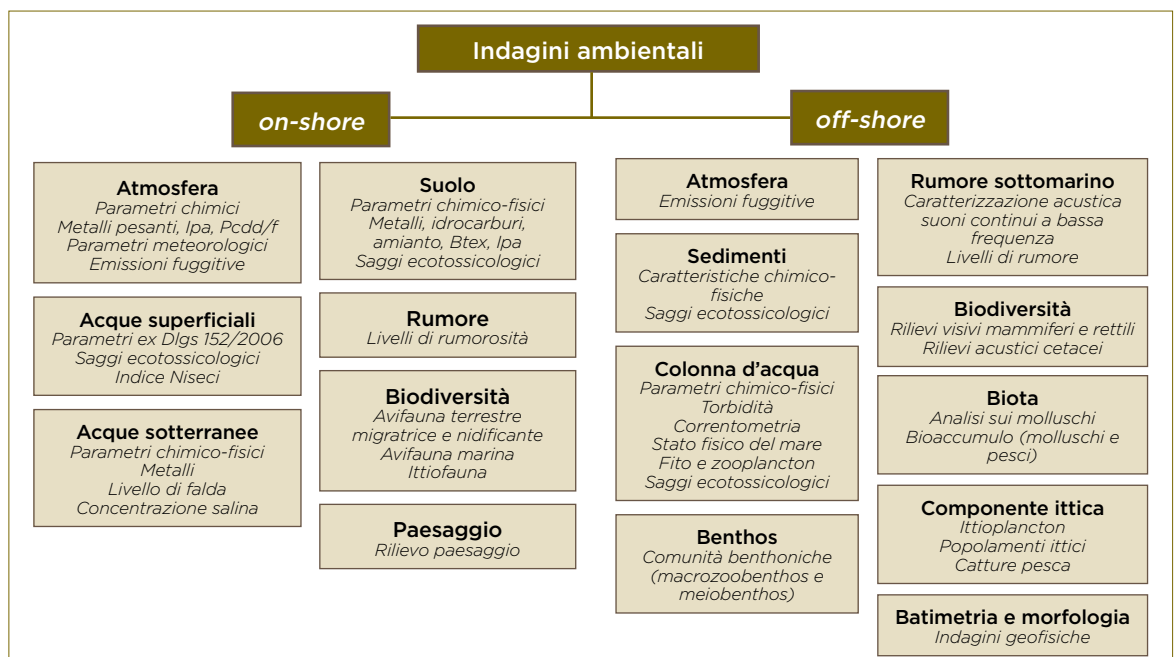 Indagini ambientali
on-shore
off-shore
Atmosfera
Parametri chimici
Metalli pesanti, Ipa, Pcdd/f
Parametri meteorologici
Emissioni fuggitive
Acque superficiali
Parametri ex Dlgs 152/2006
Saggi ecotossicologici
Indice Niseci
Acque sotterranee
Parametri chimico-fisici
Metalli
Livello di falda
Concentrazione salina
Suolo
Parametri chimico-fisici
Metalli, idrocarburi,
amianto, Btex, Ipa
Saggi ecotossicologici
Rumore
Livelli di rumorosità
Biodiversità
Avifauna terrestre
migratrice e nidificante
Avifauna marina
Ittiofauna
Paesaggio
Rilievo paesaggio
Atmosfera
Emissioni fuggitive
Sedimenti
Caratteristiche chimico-
fisiche
Saggi ecotossicologici
Colonna d'acqua
Parametri chimico-fisici
Torbidità
Correntometria
Stato fisico del mare
Fito e zooplancton
Saggi ecotossicologici
Benthos
Comunità benthoniche
(macrozoobenthos e
meiobenthos)
Rumore sottomarino
Caratterizzazione acustica
suoni continui a bassa
frequenza
Livelli di rumore
Biodiversità
Rilievi visivi mammiferi e rettili
Rilievi acustici cetacei
Biota
Analisi sui molluschi
Bioaccumulo (molluschi e
pesci)
Componente ittica
Ittioplancton
Popolamenti ittici
Catture pesca
Batimetria e morfologia
Indagini geofisiche